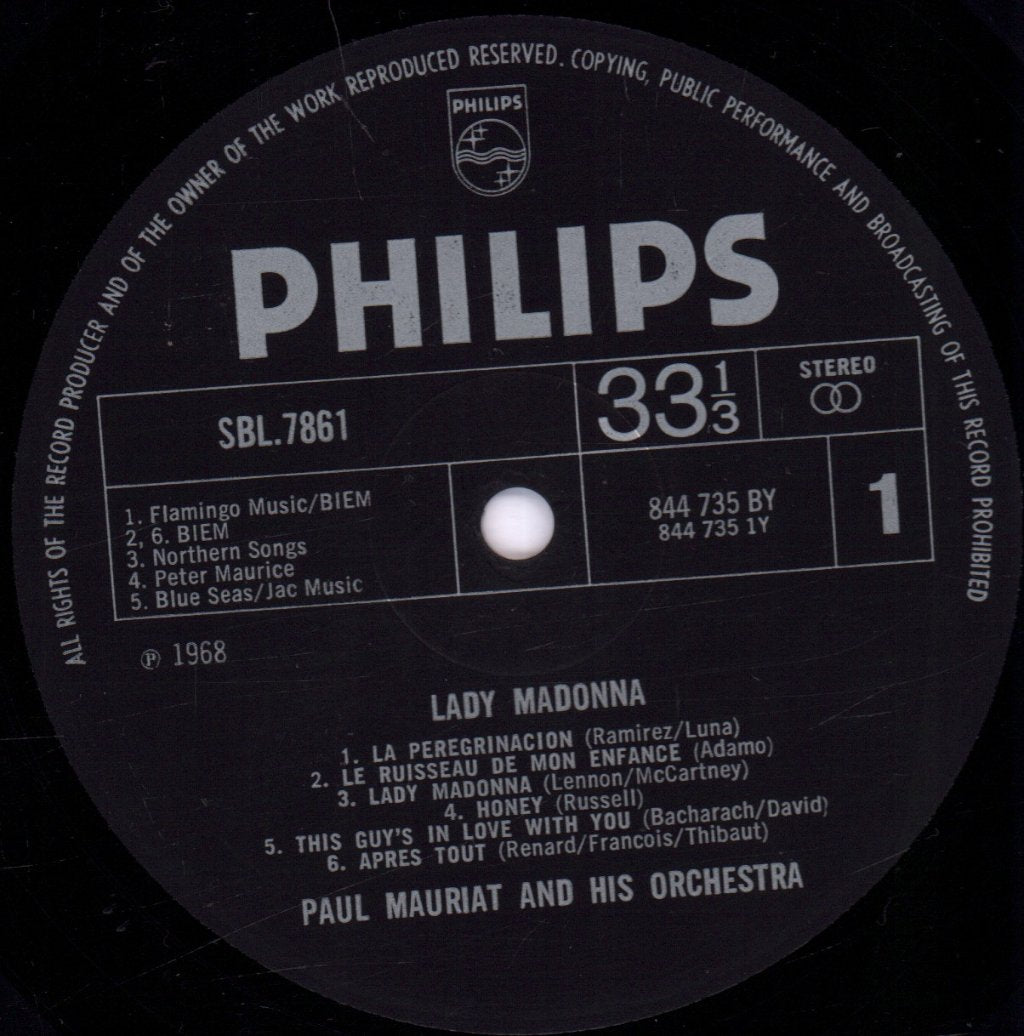 ALL RIGHTS OF THE RECORD PRODUCER AND OF THE OWNER OF THE WORK REPRODUCED RESERVED. COPYING, PUBLIC PERFORMANCE AND BROADCASTING OF THIS RECORD PROHIBITED
PHILIPS
PHILIPS
SBL.7861
33 1/3
STEREO
1. Flamingo Music/BIEM
2, 6. BIEM
3. Northern Songs
4. Peter Maurice
5. Blue Seas/Jac Music
844 735 BY
844 735 1Y
1
℗ 1968
LADY MADONNA
1. LA PEREGRINACION (Ramirez/Luna)
2. LE RUISSEAU DE MON ENFANCE (Adamo)
3. LADY MADONNA (Lennon/McCartney)
4. HONEY (Russell)
5. THIS GUY'S IN LOVE WITH YOU (Bacharach/David)
6. APRES TOUT (Renard/Francois/Thibaut)
PAUL MAURIAT AND HIS ORCHESTRA